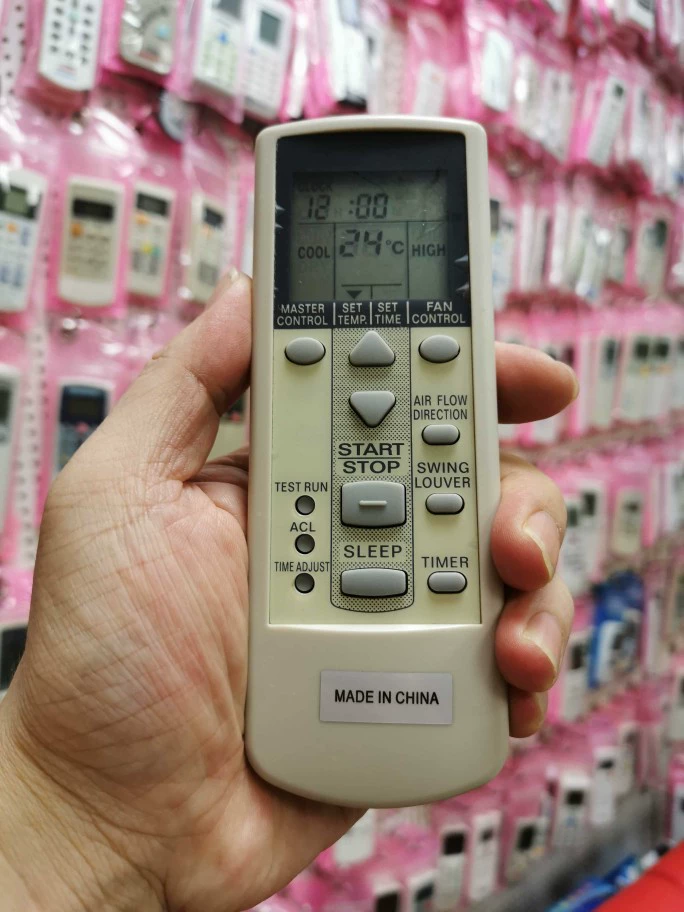 CLOCK
12 H :00
COOL 24°C HIGH
MASTER CONTROL
SET TEMP.
SET TIME
FAN CONTROL
AIR FLOW
DIRECTION
START
STOP
SWING
LOUVER
TEST RUN
ACL
SLEEP
TIME ADJUST
TIMER
MADE IN CHINA